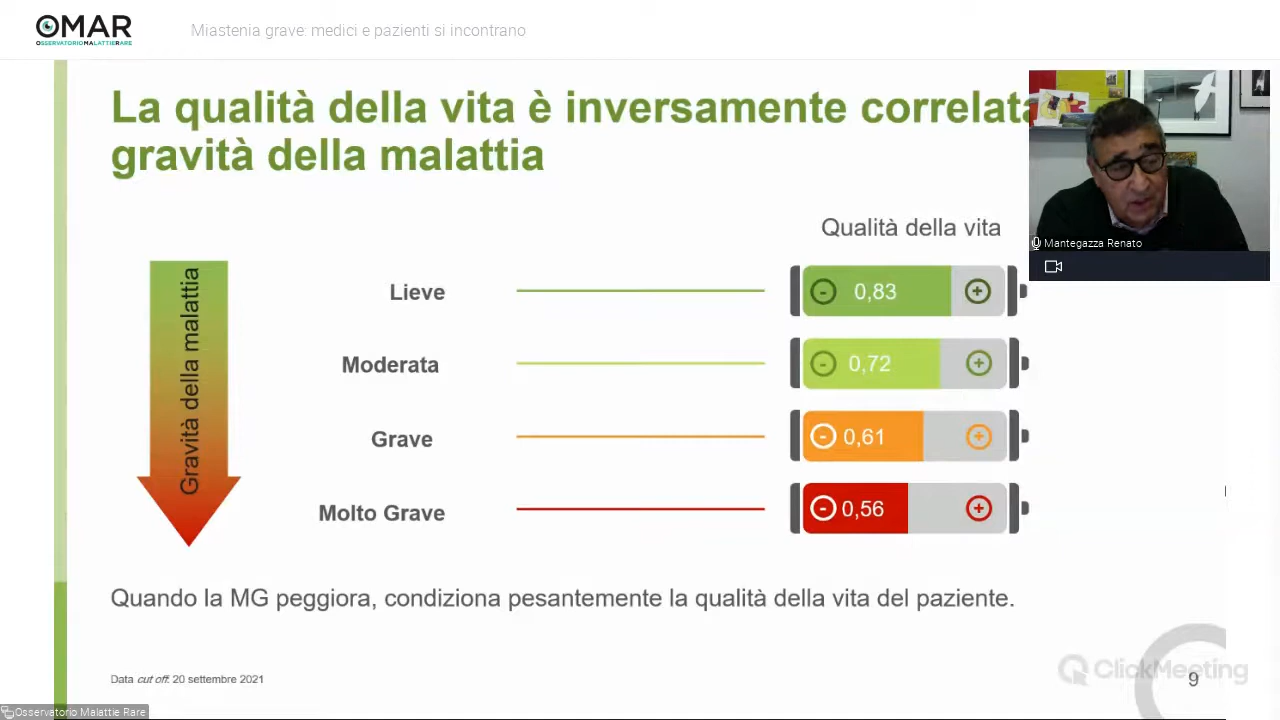 OMAR
OSSERVATORIOMALATTIERARE
Miastenia grave: medici e pazienti si incontrano
La qualità della vita è inversamente correlata
gravità della malattia
Mantegazza Renato
Qualità della vita
Gravità della malattia
Lieve
0,83
Moderata
0,72
Grave
0,61
Molto Grave
0,56
Quando la MG peggiora, condiziona pesantemente la qualità della vita del paziente.
Data cut off: 20 settembre 2021
ClickMeeting
9
Osservatorio Malattie Rare